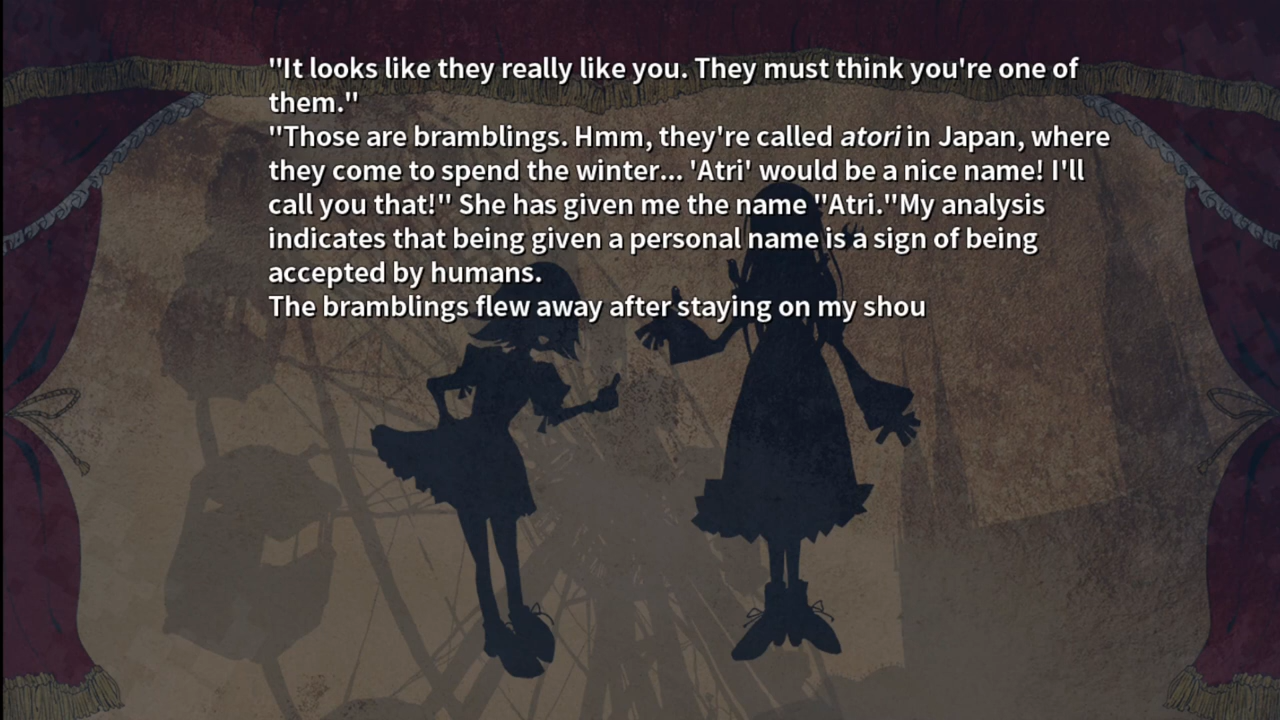 "It looks like they really like you. They must think you're one of
them."
"Those are bramblings. Hmm, they're called atori in Japan, where
they come to spend the winter... 'Atri' would be a nice name! I'll
call you that!" She has given me the name "Atri."My analysis
indicates that being given a personal name is a sign of being
accepted by humans.
The bramblings flew away after staying on my shou